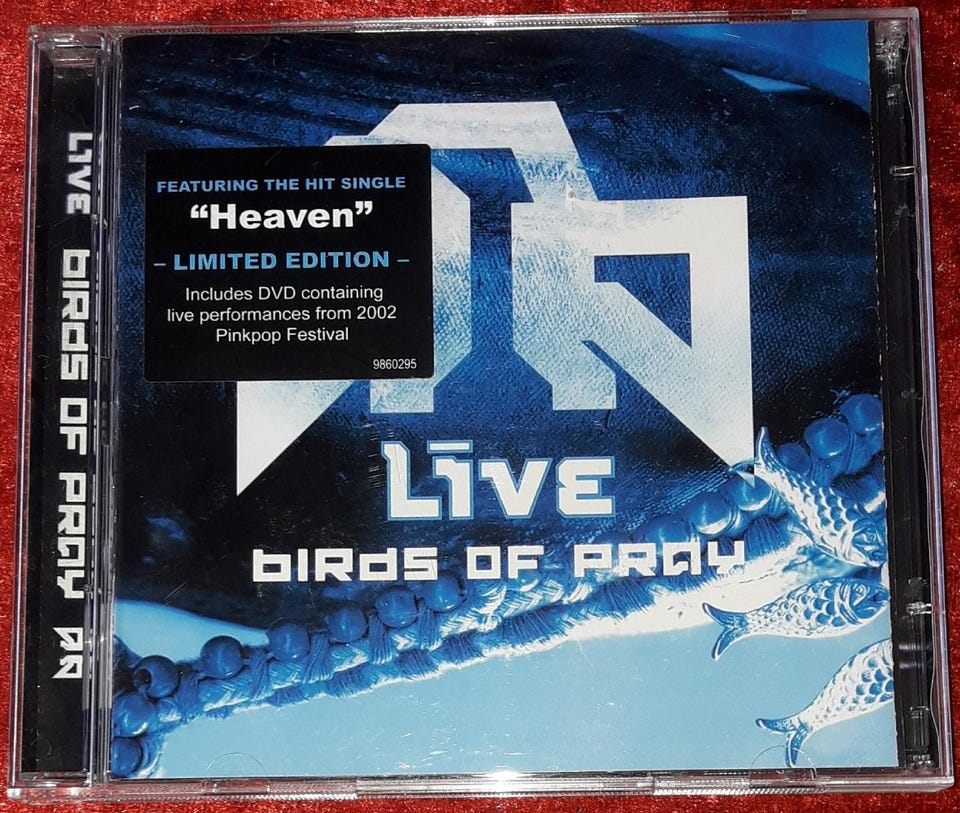 LIVE BIRDS OF PRAY
FEATURING THE HIT SINGLE
"Heaven"
– LIMITED EDITION –
Includes DVD containing
live performances from 2002
Pinkpop Festival
9860295
LĪVE
bIRdS OF PRAY